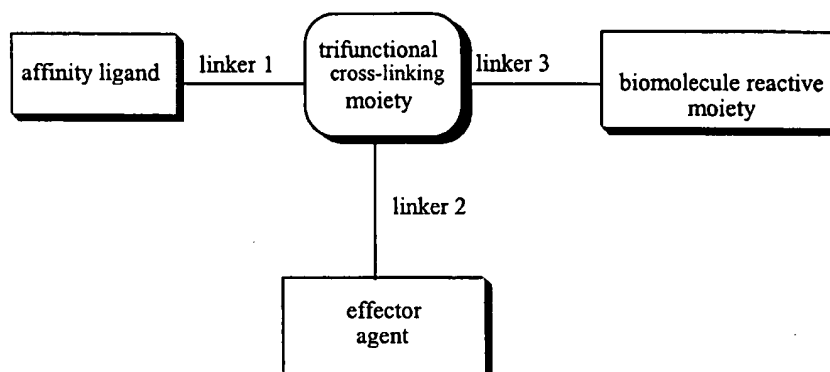 affinity ligand
linker 1
trifunctional
cross-linking
moiety
linker 3
biomolecule reactive
moiety
linker 2
effector
agent